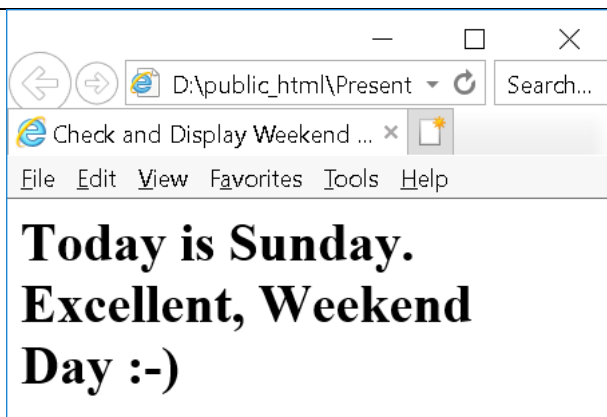 D:\public_html\Present
Search...
Check and Display Weekend ...
File Edit View Favorites Tools Help
Today is Sunday.
Excellent, Weekend
Day :-)